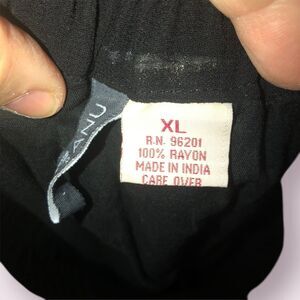 XL
R.N. 96201
100% RAYON
MADE IN INDIA
CARE OVER